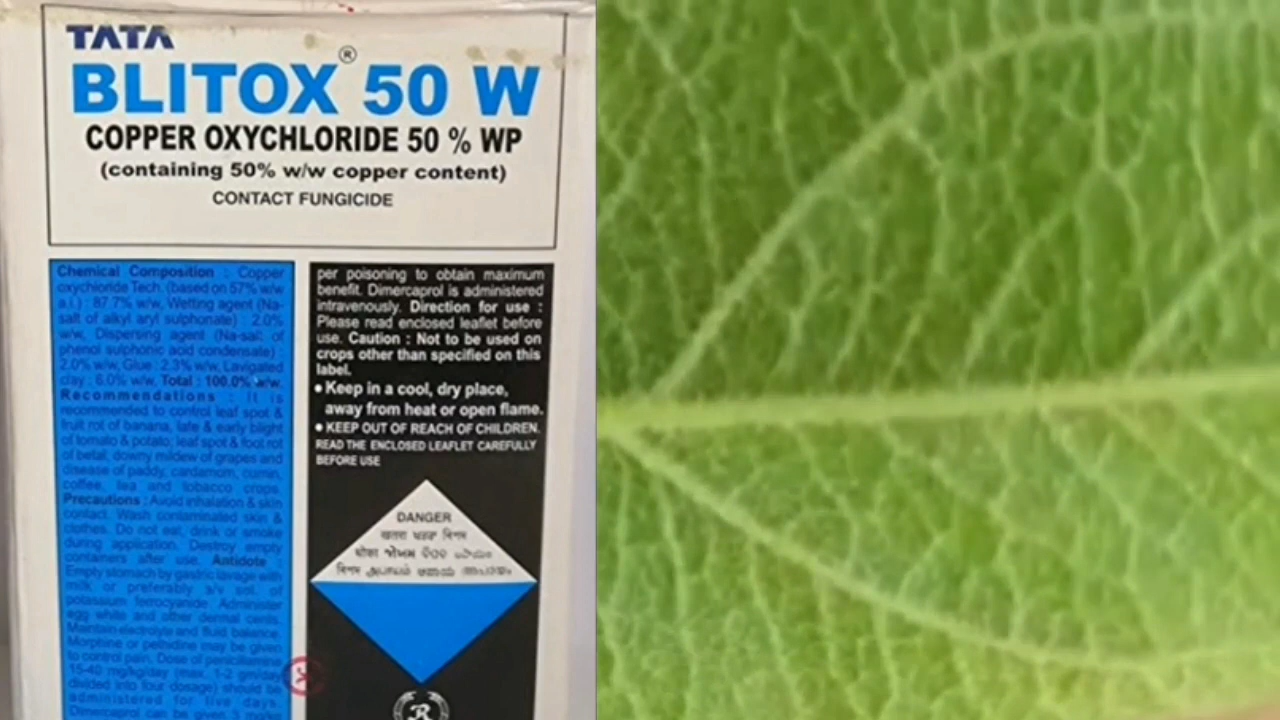 TATA
BLITOX® 50 W
COPPER OXYCHLORIDE 50 % WP
(containing 50% w/w copper content)
CONTACT FUNGICIDE
Chemical Composition : Copper
oxychloride Tech. (based on 57% w/w
a.i.) : 87.7% w/w, Wetting agent (Na-
salt of alkyl aryl sulphonate) : 2.0%
w/w, Dispersing agent (Na-salt of
phenol sulphonic acid condensate) :
2.0% w/w, Glue : 2.3% w/w, Lavigated
clay : 6.0% w/w, Total : 100.0% w/w.
Recommendations : It is
recommended to control leaf spot &
fruit rot of banana, late & early blight
of tomato & potato; leaf spot & foot rot
of betal; downy mildew of grapes and
disease of paddy, cardamom, cumin,
coffee, tea and tobacco crops.
Precautions : Avoid inhalation & skin
contact. Wash contaminated skin &
clothes. Do not eat, drink or smoke
during application. Destroy empty
containers after use. Antidote
Empty stomach by gastric lavage with
milk or preferably a/v sol. of
potassium ferrocyanide. Administer
egg white and other dermal cents.
Maintain electrolyte and fluid balance.
Morphine or pethidine may be given
to control pain. Dose of penicillamine
15-40 mg/kg/day (max. 1-2 gm/day
divided into four dosage) should be
administered for five days.
Dimercaprol can be given 3 mg/kg
per poisoning to obtain maximum
benefit. Dimercaprol is administered
intravenously. Direction for use :
Please read enclosed leaflet before
use. Caution : Not to be used on
crops other than specified on this
label.
• Keep in a cool, dry place,
away from heat or open flame.
• KEEP OUT OF REACH OF CHILDREN.
READ THE ENCLOSED LEAFLET CAREFULLY
BEFORE USE
DANGER
R